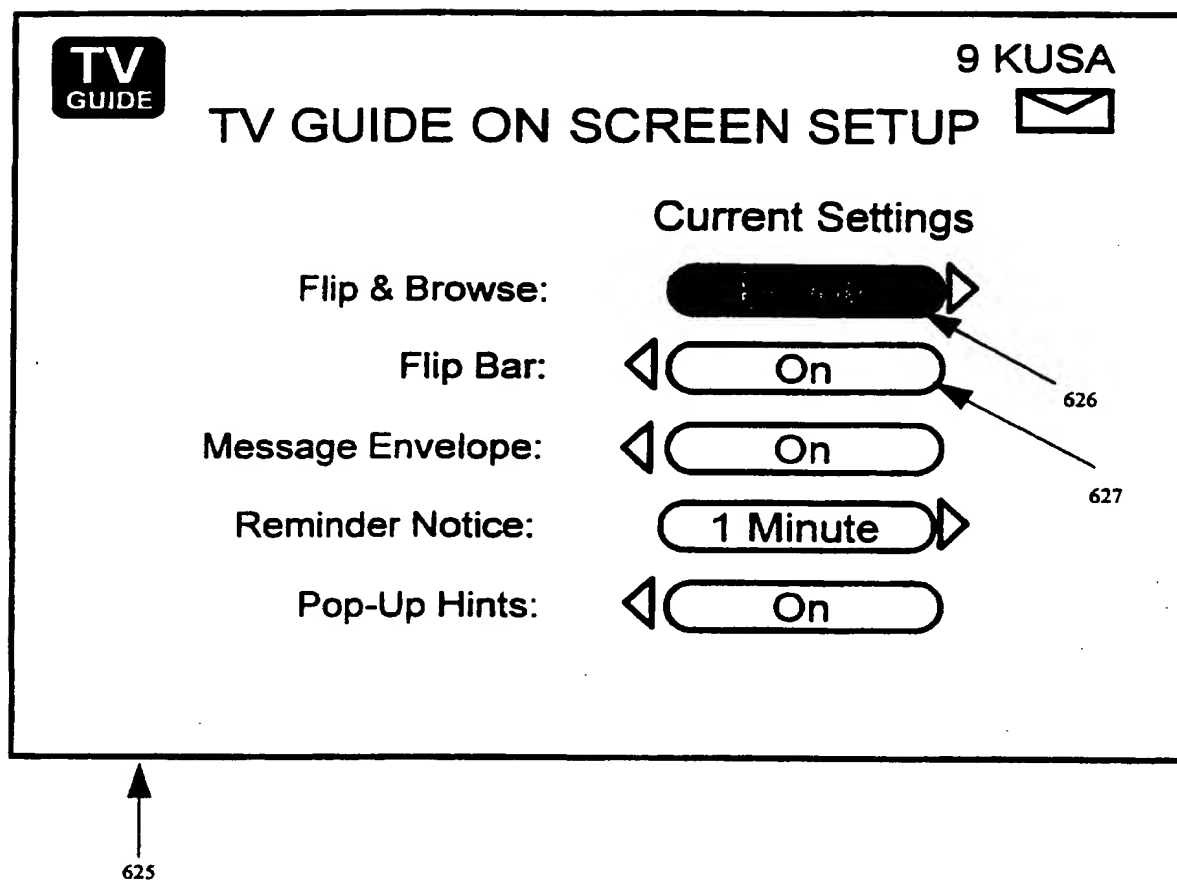 TV
GUIDE
9 KUSA
TV GUIDE ON SCREEN SETUP
Current Settings
Flip & Browse:
Flip Bar: On
626
Message Envelope: On
627
Reminder Notice: 1 Minute
Pop-Up Hints: On
625